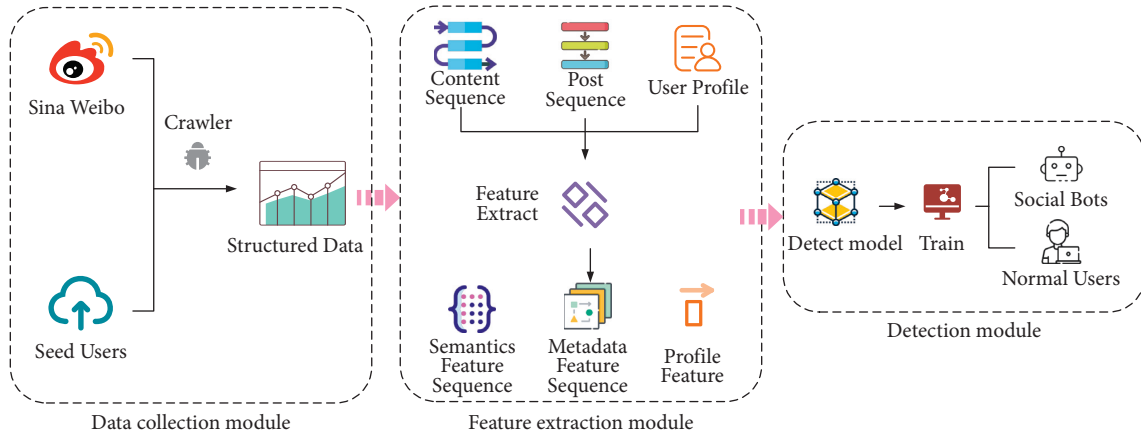 Sina Weibo
Crawler
Structured Data
Seed Users
Data collection module
Content
Sequence
Post
Sequence
User Profile
Feature
Extract
Semantics
Feature
Sequence
Metadata
Feature
Sequence
Profile
Feature
Feature extraction module
Detect model
Train
Social Bots
Normal Users
Detection module